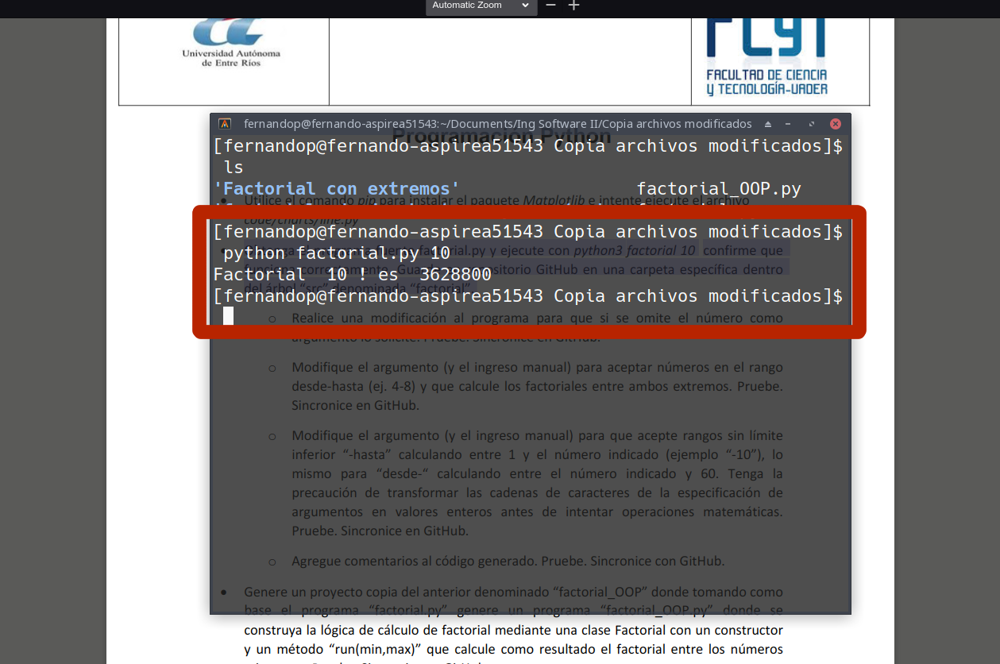 Automatic Zoom
Universidad Autónoma
de Entre Ríos
FACULTAD DE CIENCIA
y TECNOLOGÍA-UADER
fernandop@fernando-aspirea51543:~/Documents/Ing Software II/Copia archivos modificados
Programación Python
[fernandop@fernando-aspirea51543 Copia archivos modificados]$
ls
'Factorial con extremos' factorial_OOP.py
• Utilice el comando pip para instalar el paquete Matplotlib e intente ejecute el archivo
code/charts/line.py
[fernandop@fernando-aspirea51543 Copia archivos modificados]$
python factorial.py 10
factorial.py y ejecute con python3 factorial 10 confirme que
Factorial 10 ! es 3628800
GitHub en una carpeta específica dentro
del árbol “src” denominada “factorial”.
[fernandop@fernando-aspirea51543 Copia archivos modificados]$
o Realice una modificación al programa para que si se omite el número como
argumento lo solicite. Pruebe. Sincronice en GitHub.
o Modifique el argumento (y el ingreso manual) para aceptar números en el rango
desde-hasta (ej. 4-8) y que calcule los factoriales entre ambos extremos. Pruebe.
Sincronice en GitHub.
o Modifique el argumento (y el ingreso manual) para que acepte rangos sin límite
inferior “-hasta” calculando entre 1 y el número indicado (ejemplo “-10”), lo
mismo para “desde-“ calculando entre el número indicado y 60. Tenga la
precaución de transformar las cadenas de caracteres de la especificación de
argumentos en valores enteros antes de intentar operaciones matemáticas.
Pruebe. Sincronice en GitHub.
o Agregue comentarios al código generado. Pruebe. Sincronice con GitHub.
• Genere un proyecto copia del anterior denominado “factorial_OOP” donde tomando como
base el programa “factorial.py” genere un programa “factorial_OOP.py” donde se
construya la lógica de cálculo de factorial mediante una clase Factorial con un constructor
y un método “run(min,max)” que calcule como resultado el factorial entre los números